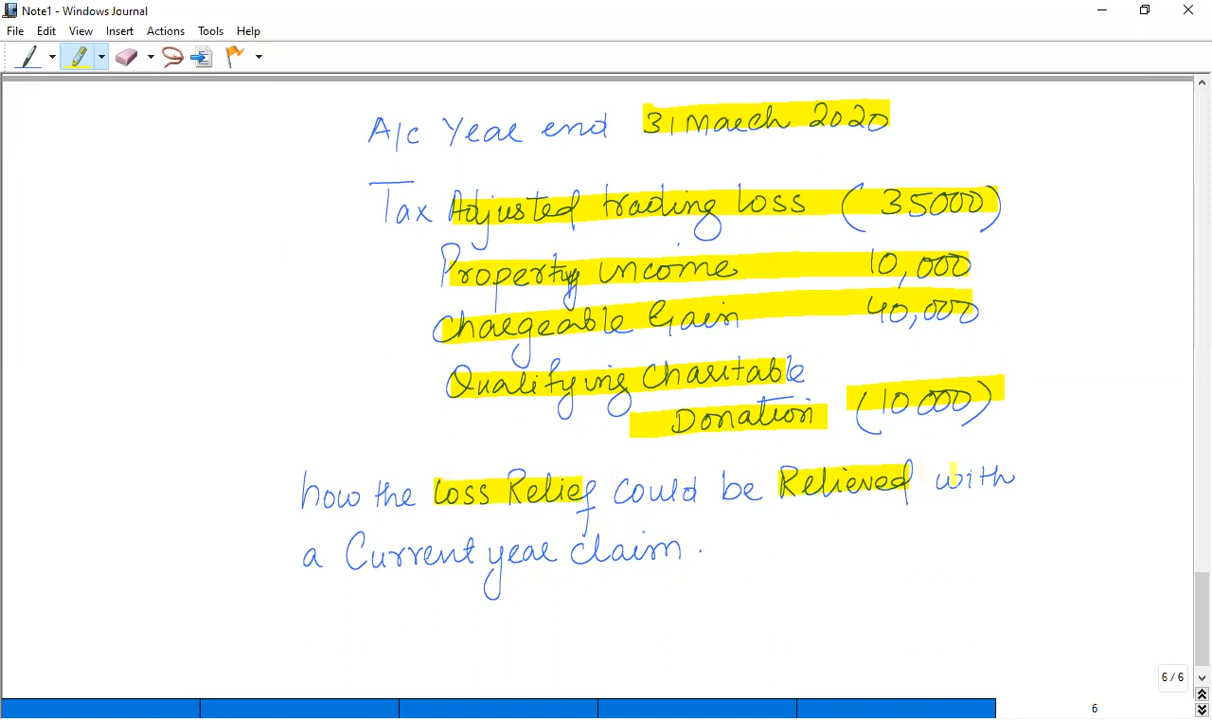 Note1 - Windows Journal
File Edit View Insert Actions Tools Help
A/c Year end 31 March 2020
Tax Adjusted trading loss (35000)
Property income 10,000
Chargeable Gain 40,000
Qualifying Charitable
Donation (10000)
how the loss Relief could be Relieved with
a Current year claim.
6 / 6
6